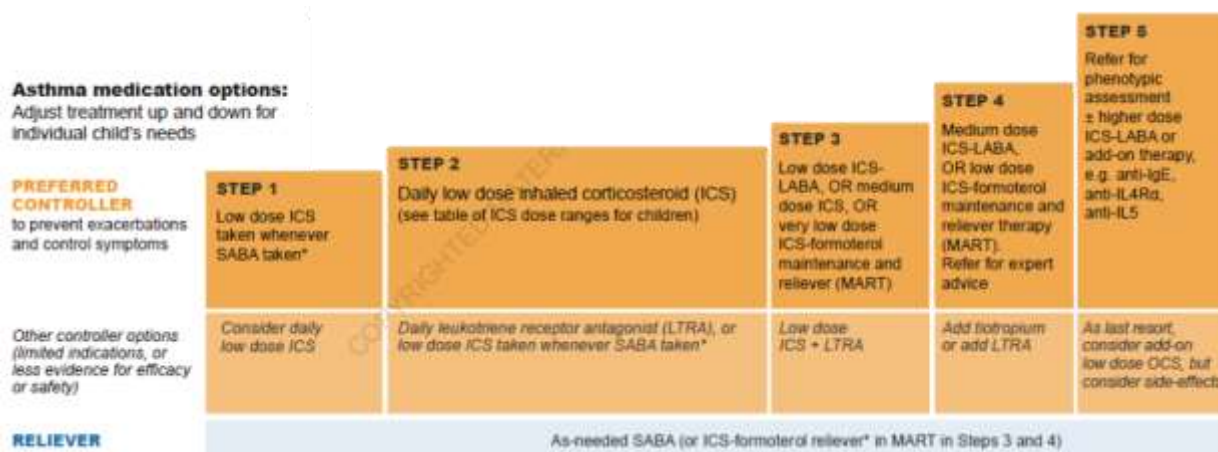 Asthma medication options:
Adjust treatment up and down for
individual child's needs
PREFERRED
CONTROLLER
to prevent exacerbations
and control symptoms
STEP 1
Low dose ICS
taken whenever
SABA taken*
STEP 2
Daily low dose inhaled corticosteroid (ICS)
(see table of ICS dose ranges for children)
STEP 3
Low dose ICS-
LABA, OR medium
dose ICS, OR
very low dose
ICS-formoterol
maintenance and
reliever (MART)
STEP 4
Medium dose
ICS-LABA,
OR low dose
ICS-formoterol
maintenance and
reliever therapy
(MART).
Refer for expert
advice
STEP 5
Refer for
phenotypic
assessment
± higher dose
ICS-LABA or
add-on therapy,
e.g. anti-IgE,
anti-IL4Rα,
anti-IL5
Other controller options
(limited indications, or
less evidence for efficacy
or safety)
Consider daily
low dose ICS
Daily leukotriene receptor antagonist (LTRA), or
low dose ICS taken whenever SABA taken*
Low dose
ICS + LTRA
Add tiotropium
or add LTRA
As last resort,
consider add-on
low dose OCS, but
consider side-effects
RELIEVER
As-needed SABA (or ICS-formoterol reliever* in MART in Steps 3 and 4)
COPYRIGHTED